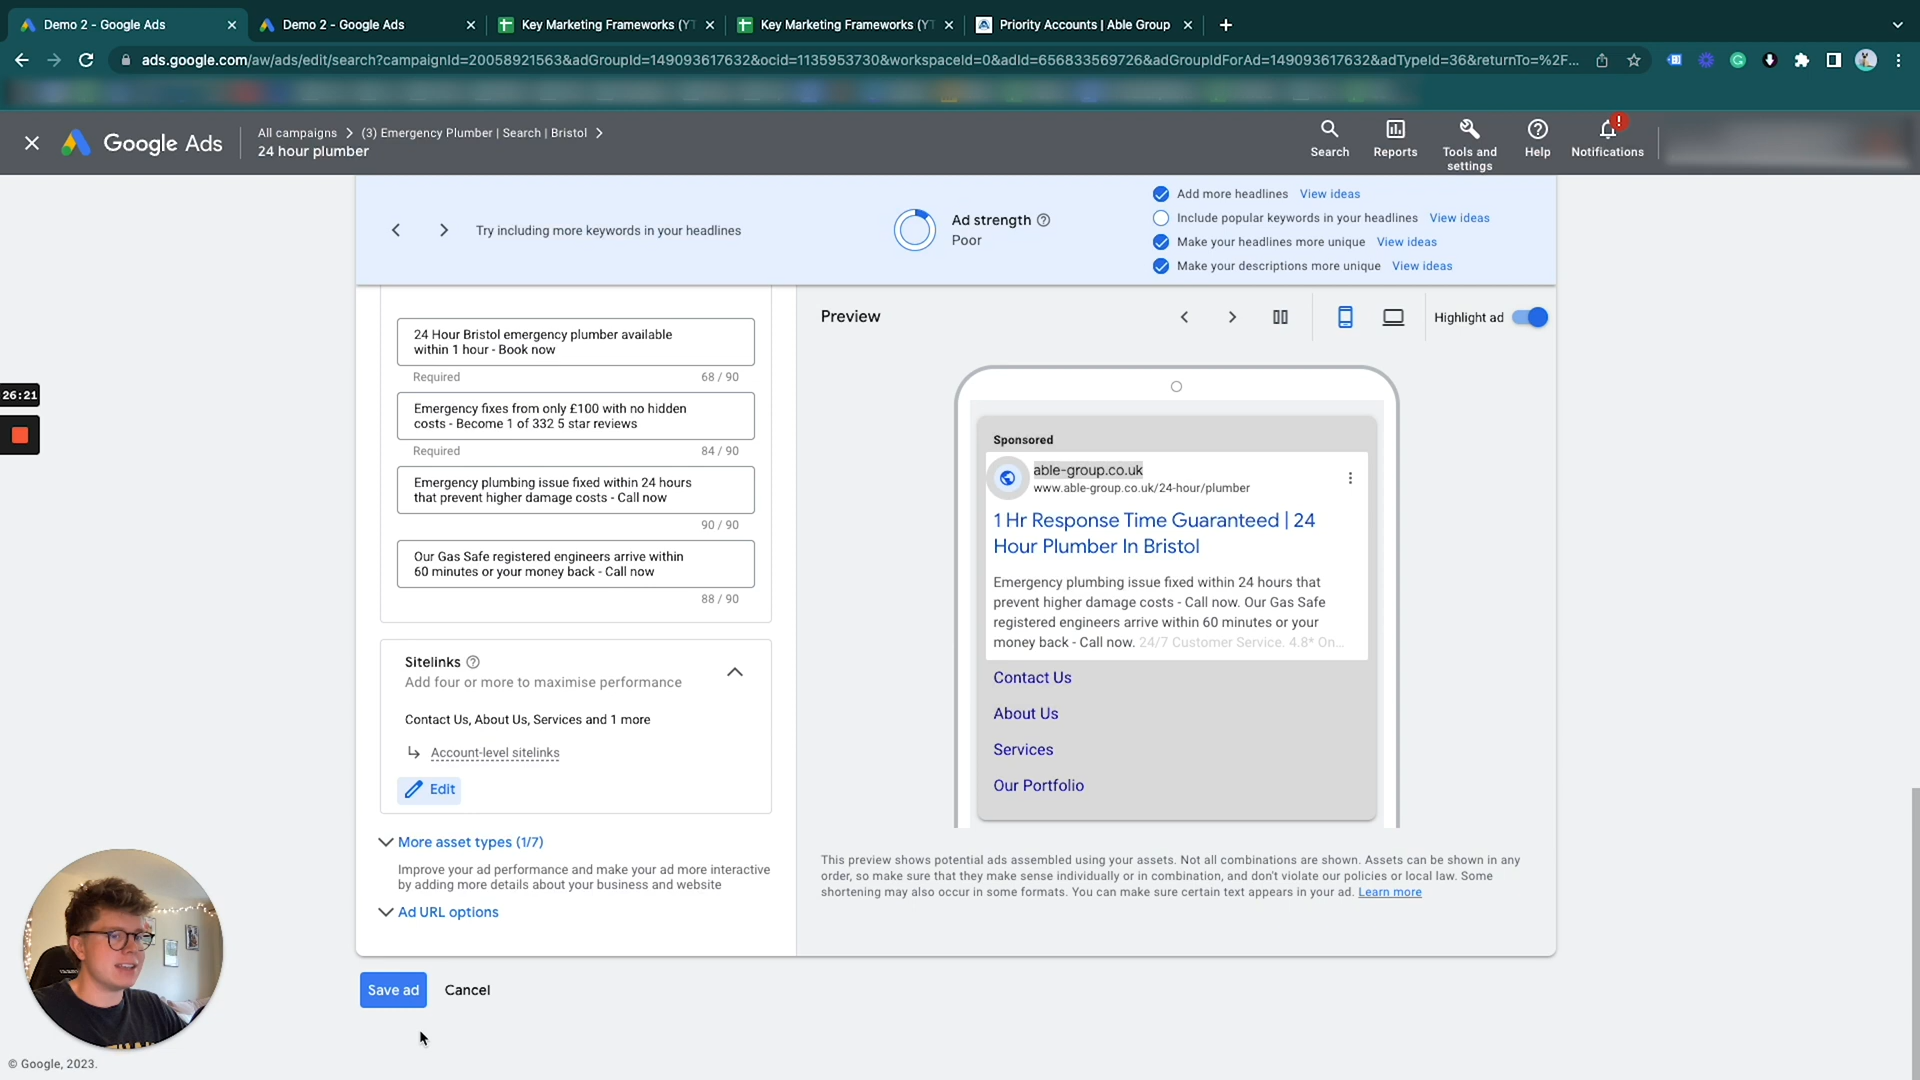 Demo 2 - Google Ads
Demo 2 - Google Ads
Key Marketing Frameworks (YT
Key Marketing Frameworks (YT
Priority Accounts | Able Group
ads.google.com/aw/ads/edit/search?campaignId=20058921563&adGroupId=149093617632&ocid=1135953730&workspaceId=0&adId=656833569726&adGroupIdForAd=149093617632&adTypeId=36&returnTo=%2F...
Google Ads
All campaigns > (3) Emergency Plumber | Search | Bristol >
24 hour plumber
Search
Reports
Tools and settings
Help
Notifications
Try including more keywords in your headlines
Ad strength
Poor
Add more headlines View ideas
Include popular keywords in your headlines View ideas
Make your headlines more unique View ideas
Make your descriptions more unique View ideas
24 Hour Bristol emergency plumber available
within 1 hour - Book now
Required 68 / 90
Emergency fixes from only £100 with no hidden
costs - Become 1 of 332 5 star reviews
Required 84 / 90
Emergency plumbing issue fixed within 24 hours
that prevent higher damage costs - Call now
90 / 90
Our Gas Safe registered engineers arrive within
60 minutes or your money back - Call now
88 / 90
Sitelinks
Add four or more to maximise performance
Contact Us, About Us, Services and 1 more
Account-level sitelinks
Edit
More asset types (1/7)
Improve your ad performance and make your ad more interactive
by adding more details about your business and website
Ad URL options
Save ad
Cancel
Preview
Highlight ad
Sponsored
able-group.co.uk
www.able-group.co.uk/24-hour/plumber
1 Hr Response Time Guaranteed | 24
Hour Plumber In Bristol
Emergency plumbing issue fixed within 24 hours that
prevent higher damage costs - Call now. Our Gas Safe
registered engineers arrive within 60 minutes or your
money back - Call now. 24/7 Customer Service. 4.8* On...
Contact Us
About Us
Services
Our Portfolio
This preview shows potential ads assembled using your assets. Not all combinations are shown. Assets can be shown in any
order, so make sure that they make sense individually or in combination, and don't violate our policies or local law. Some
shortening may also occur in some formats. You can make sure certain text appears in your ad. Learn more
26:21
© Google, 2023.